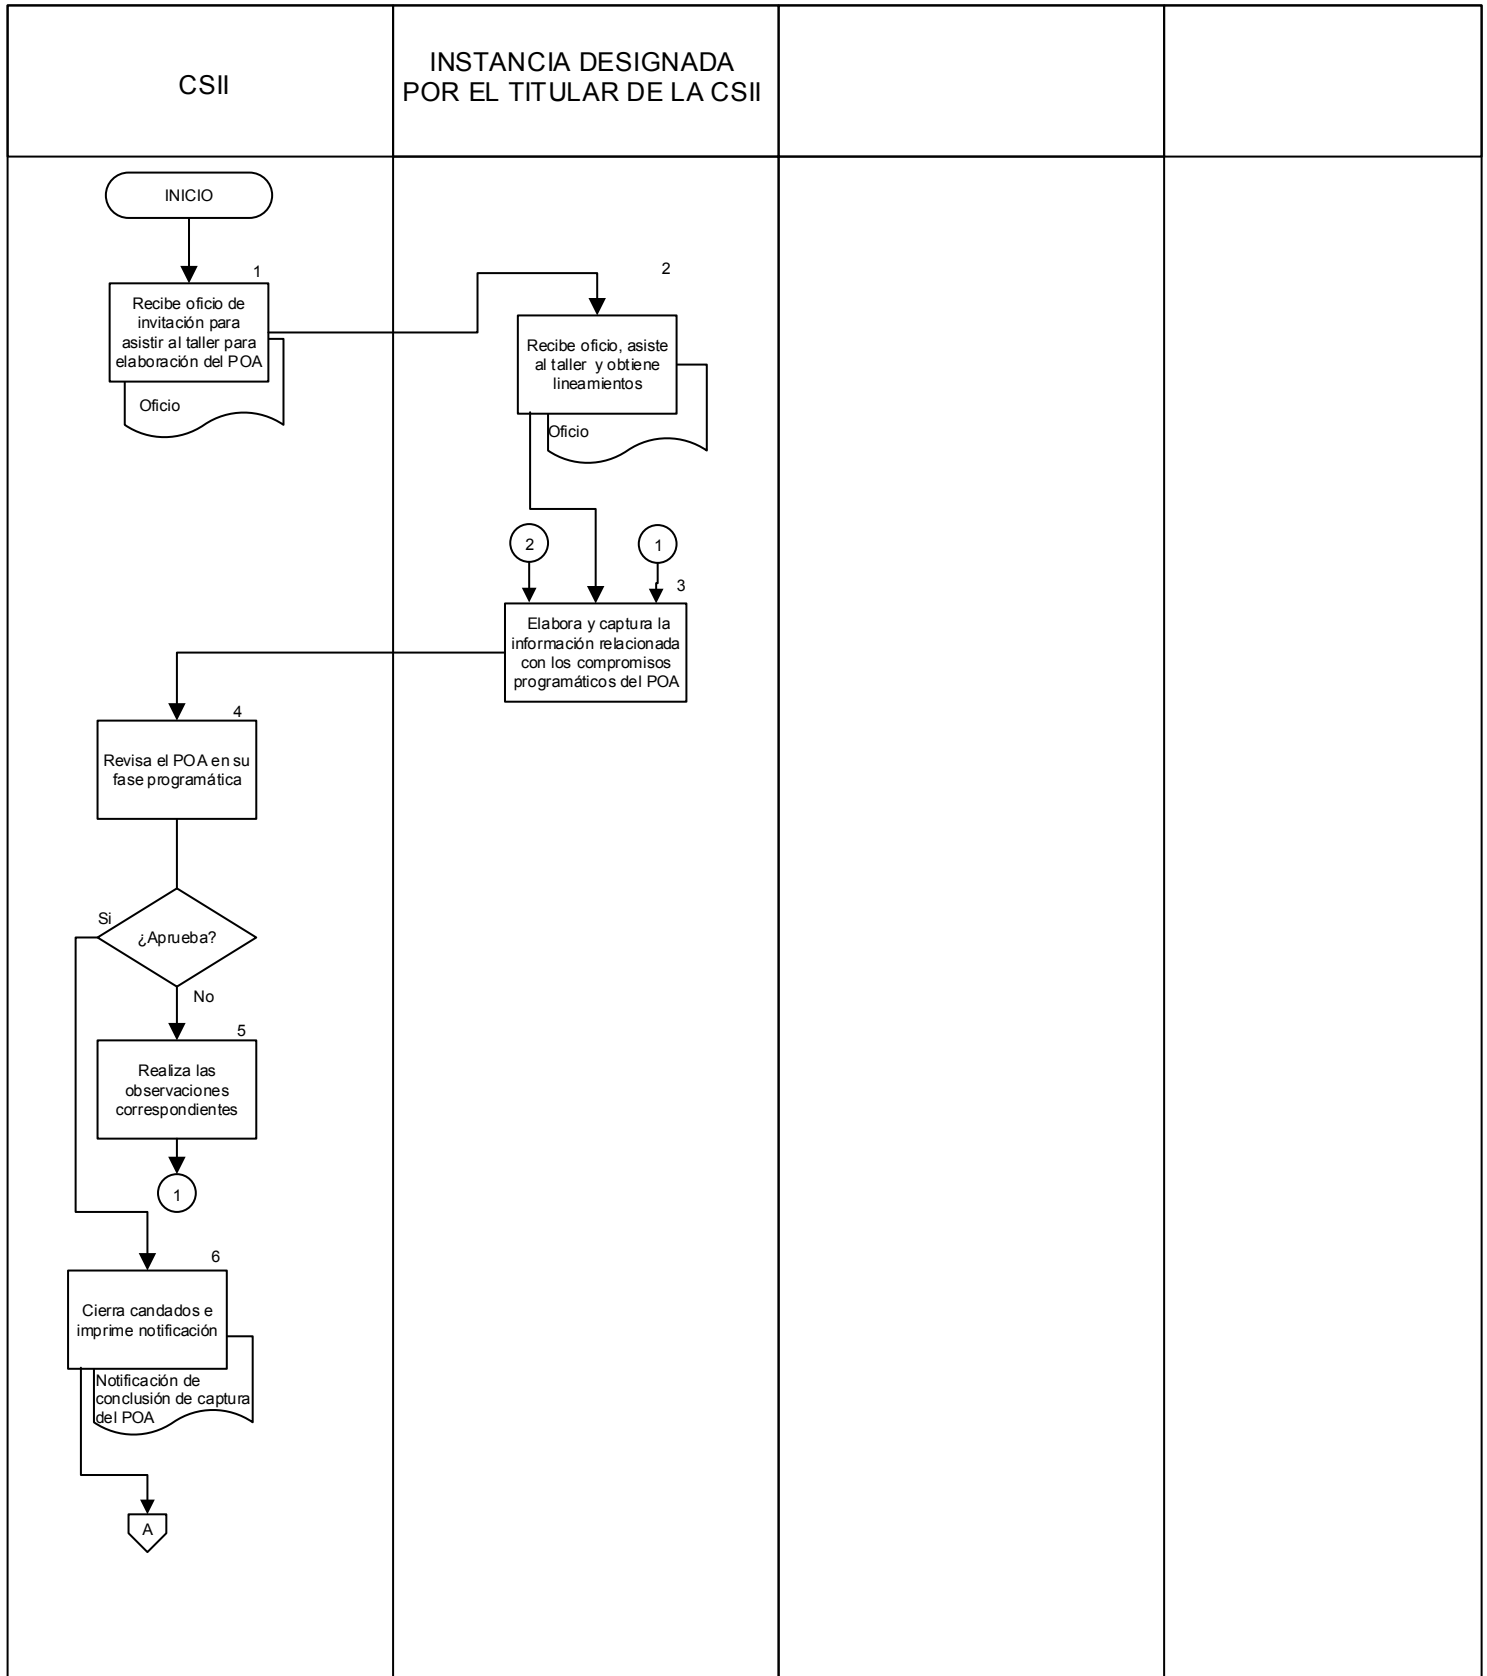 CSII
INSTANCIA DESIGNADA
POR EL TITULAR DE LA CSII
INICIO
1
Recibe oficio de
invitación para
asistir al taller para
elaboración del POA
Oficio
2
Recibe oficio, asiste
al taller y obtiene
lineamientos
Oficio
2
1
3
Elabora y captura la
información relacionada
con los compromisos
programáticos del POA
4
Revisa el POA en su
fase programática
Si
¿Aprueba?
No
5
Realiza las
observaciones
correspondientes
1
6
Cierra candados e
imprime notificación
Notificación de
conclusión de captura
del POA
A